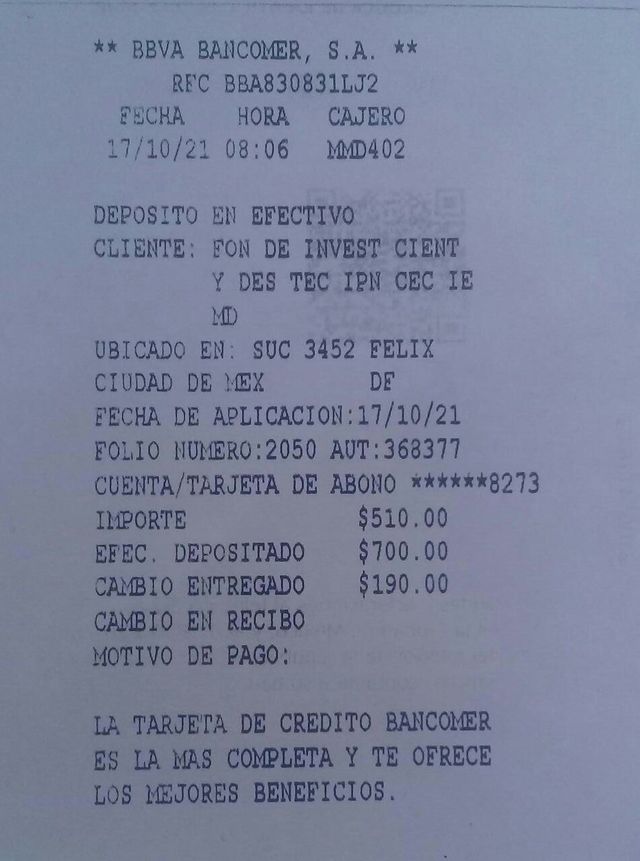 ** BBVA BANCOMER, S.A. **
RFC BBA830831LJ2
FECHA HORA CAJERO
17/10/21 08:06 MMD402
DEPOSITO EN EFECTIVO
CLIENTE: FON DE INVEST CIENT
Y DES TEC IPN CEC IE
MD
UBICADO EN: SUC 3452 FELIX
CIUDAD DE MEX DF
FECHA DE APLICACION:17/10/21
FOLIO NUMERO:2050 AUT:368377
CUENTA/TARJETA DE ABONO ******8273
IMPORTE $510.00
EFEC. DEPOSITADO $700.00
CAMBIO ENTREGADO $190.00
CAMBIO EN RECIBO
MOTIVO DE PAGO:
LA TARJETA DE CREDITO BANCOMER
ES LA MAS COMPLETA Y TE OFRECE
LOS MEJORES BENEFICIOS.